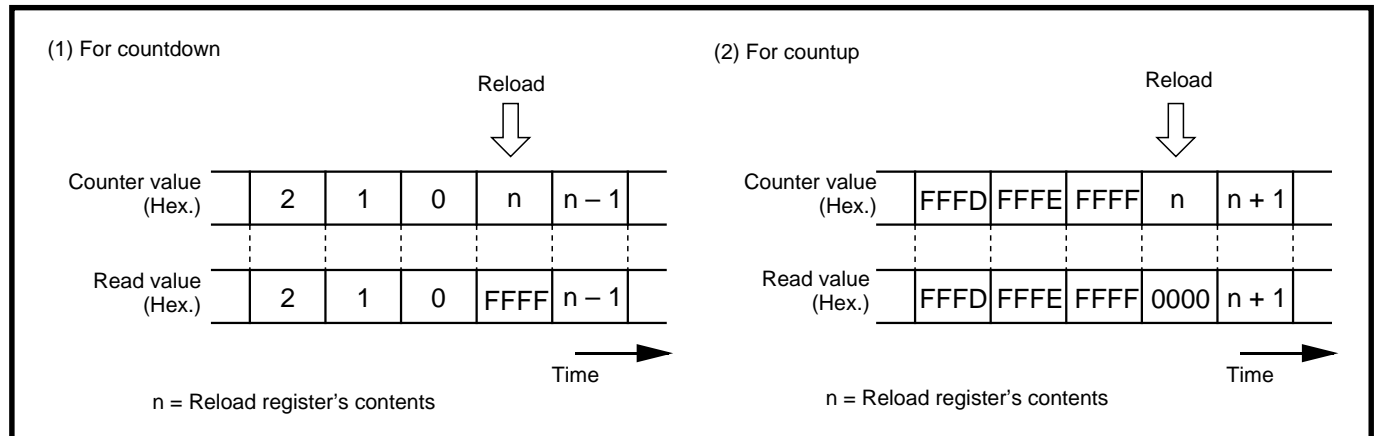 (1) For countdown
Reload
Counter value
(Hex.)
2 1 0 n n – 1
Read value
(Hex.)
2 1 0 FFFF n – 1
Time
n = Reload register’s contents
(2) For countup
Reload
Counter value
(Hex.)
FFFD FFFE FFFF n n + 1
Read value
(Hex.)
FFFD FFFE FFFF 0000 n + 1
Time
n = Reload register’s contents